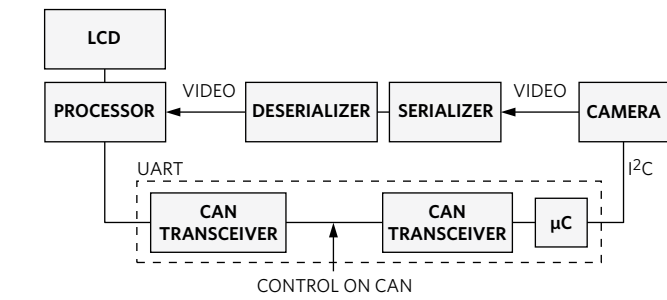 LCD
PROCESSOR
VIDEO
DESERIALIZER
SERIALIZER
VIDEO
CAMERA
UART
I²C
CAN
TRANSCEIVER
CAN
TRANSCEIVER
µC
CONTROL ON CAN